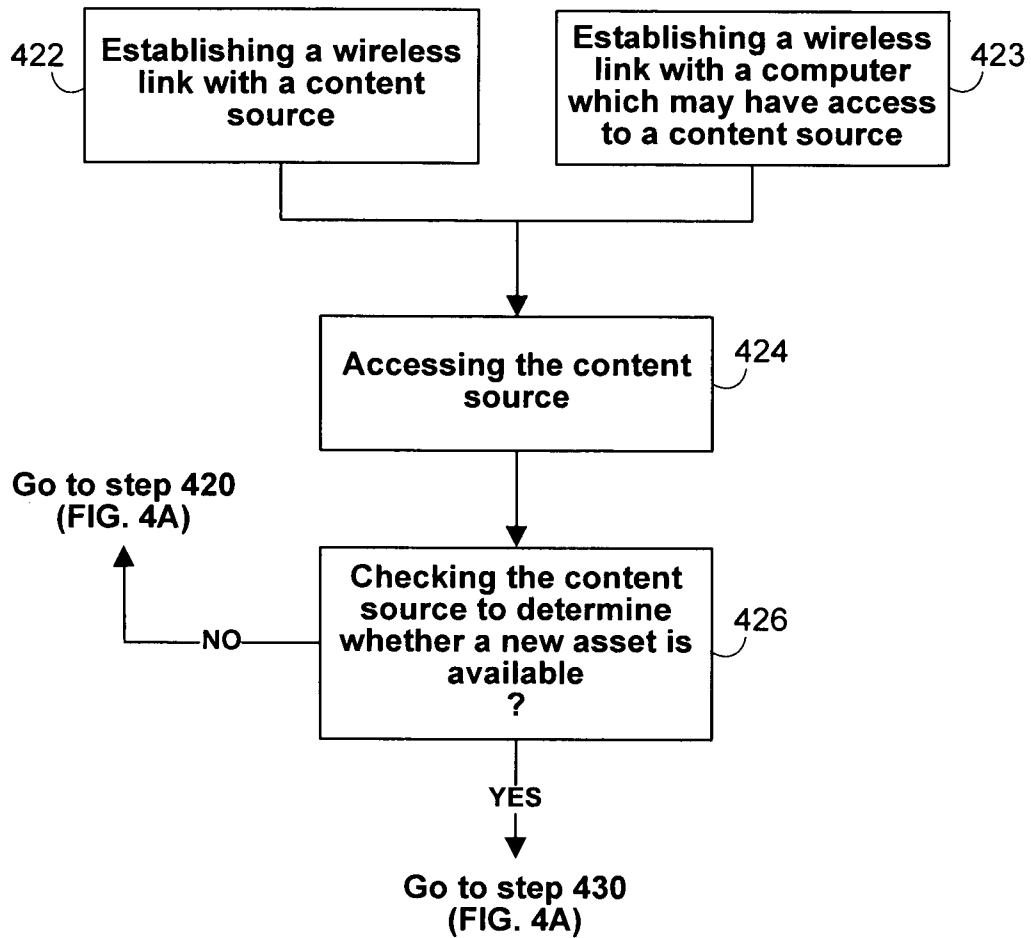 422
Establishing a wireless
link with a content
source
Establishing a wireless
link with a computer
which may have access
to a content source
423
Accessing the content
source
424
Go to step 420
(FIG. 4A)
NO
Checking the content
source to determine
whether a new asset is
available
?
426
YES
Go to step 430
(FIG. 4A)